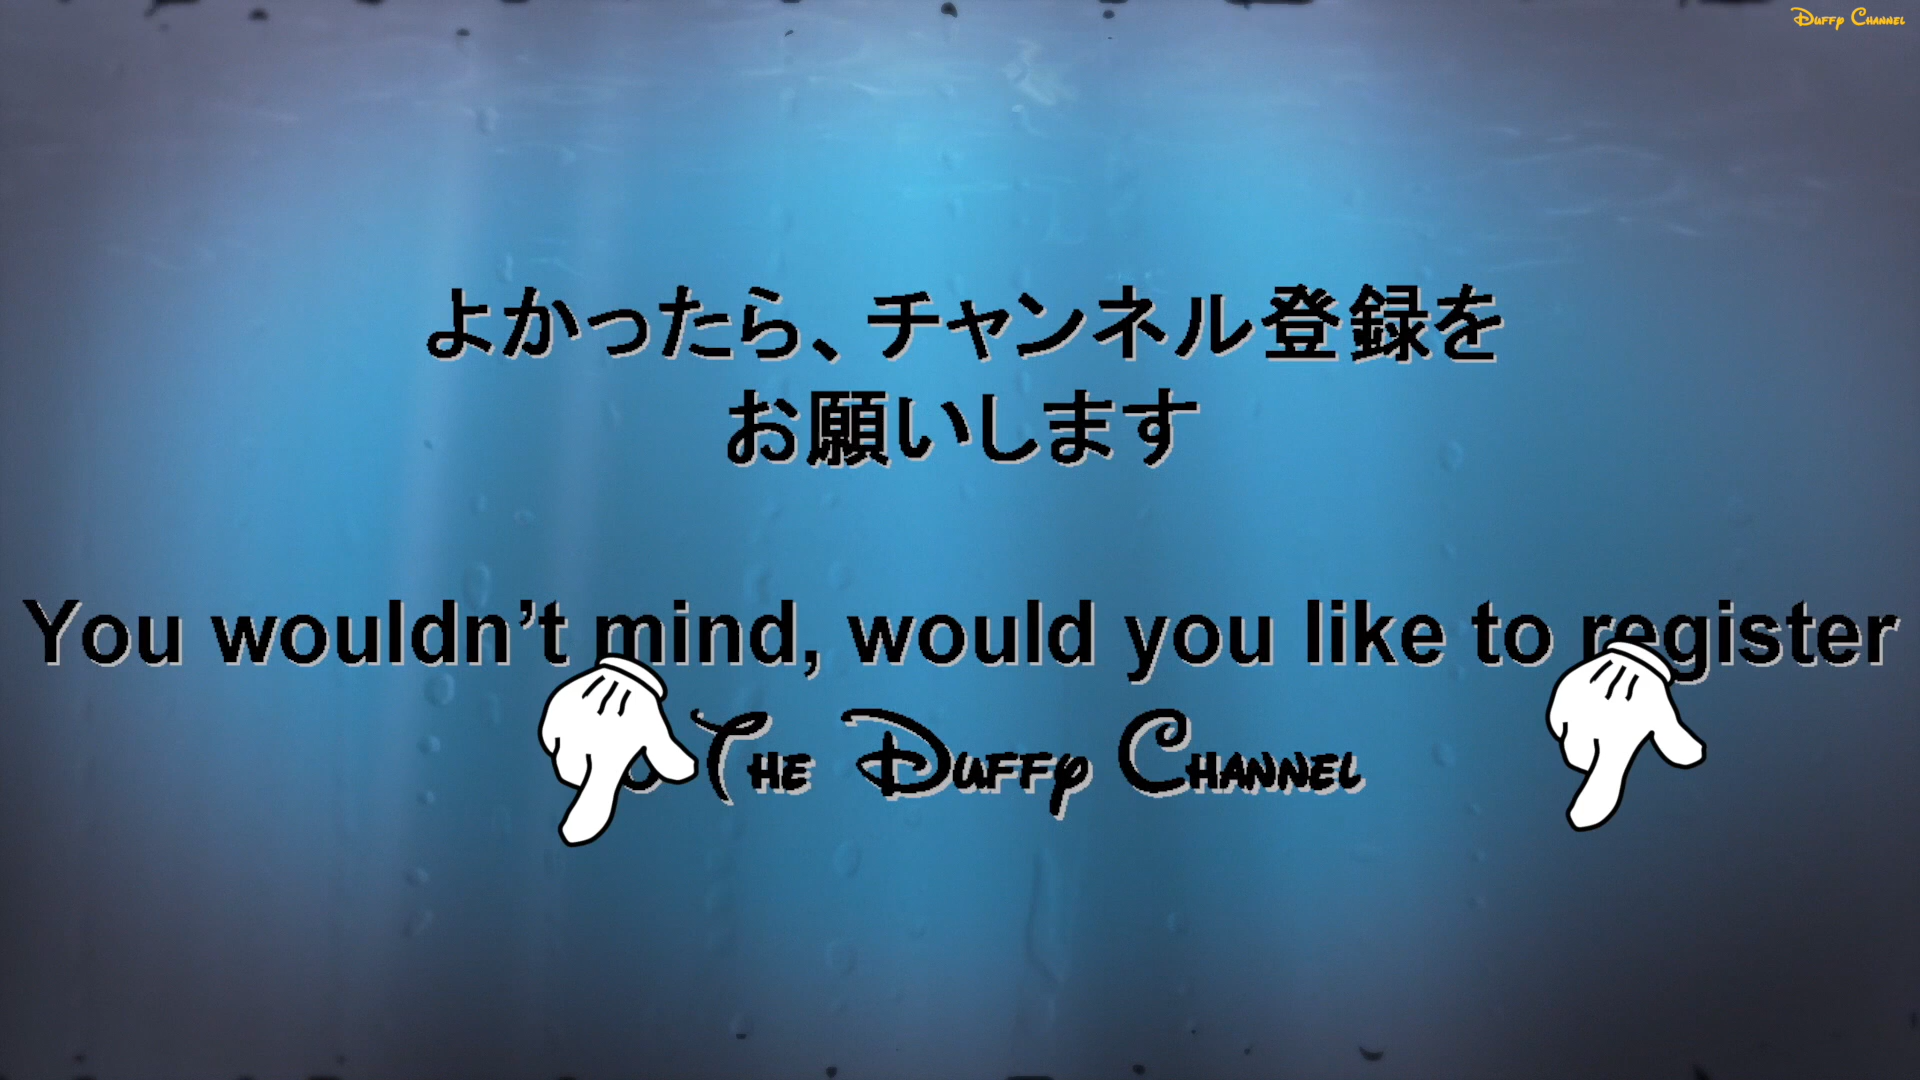 Duffy Channel
よかったら、チャンネル登録を
お願いします
You wouldn’t mind, would you like to register
The Duffy Channel